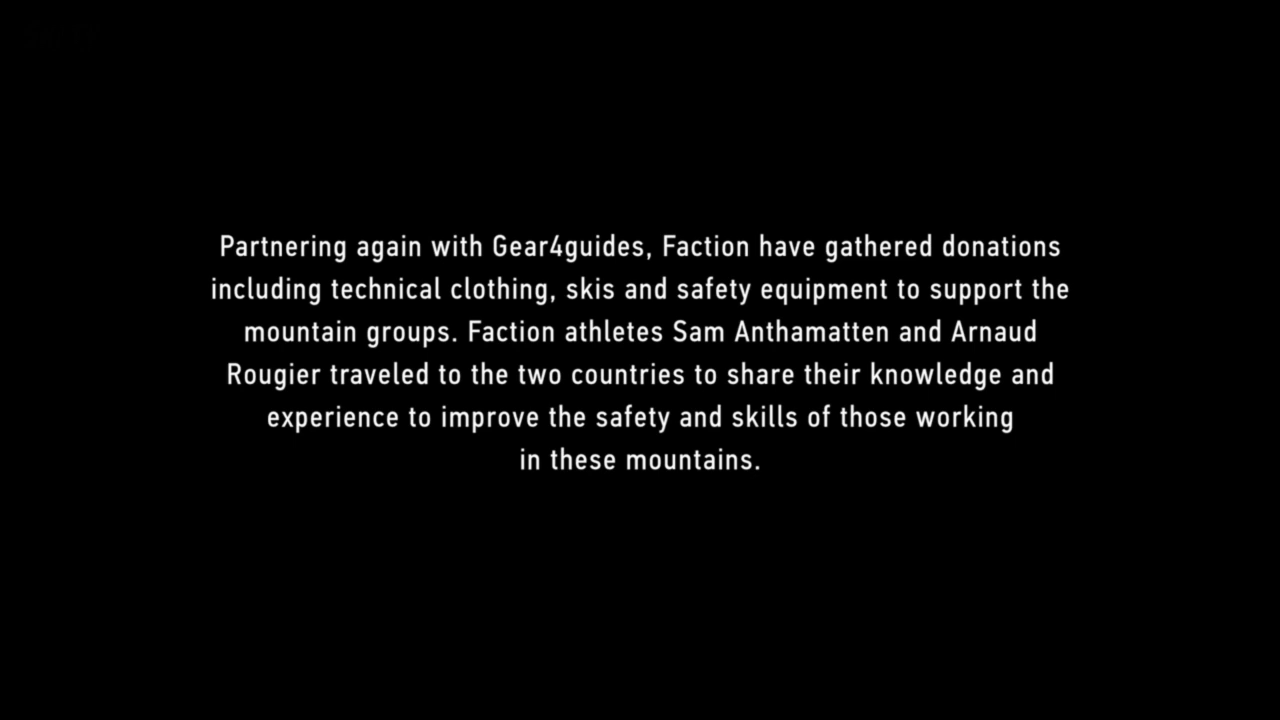 Partnering again with Gear4guides, Faction have gathered donations
including technical clothing, skis and safety equipment to support the
mountain groups. Faction athletes Sam Anthamatten and Arnaud
Rougier traveled to the two countries to share their knowledge and
experience to improve the safety and skills of those working
in these mountains.